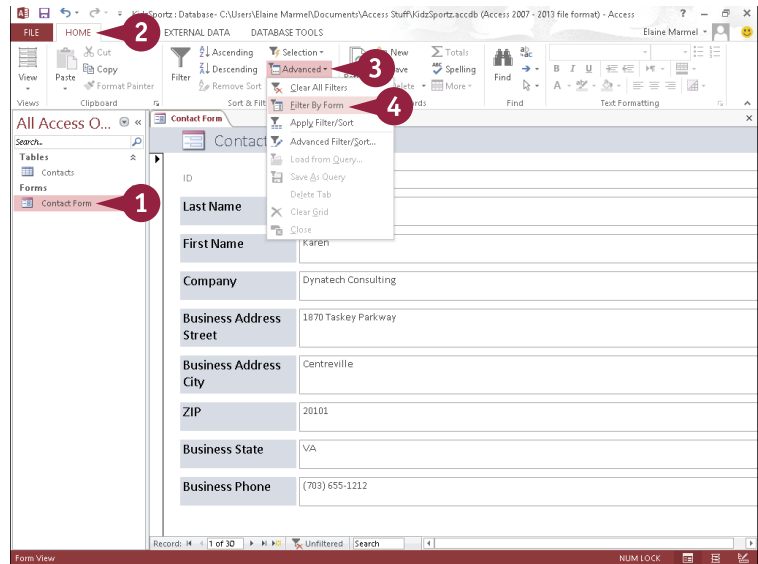 KidzSportz : Database- C:\Users\Elaine Marmel\Documents\Access Stuff\KidzSportz.accdb (Access 2007 - 2013 file format) - Access
FILE HOME 2 EXTERNAL DATA DATABASE TOOLS Elaine Marmel
View Paste Cut Copy Format Painter
Filter Ascending Descending Remove Sort Selection Advanced 3
New Save Delete Totals Spelling More
Find
B I U
A
Views Clipboard Sort & Filt rds Find Text Formatting
Clear All Filters
Filter By Form 4
Apply Filter/Sort
Advanced Filter/Sort...
Load from Query...
Save As Query
Delete Tab
Clear Grid
Close
All Access O...
Search..
Tables
Contacts
Forms
Contact Form 1
Contact Form
Contact
ID
Last Name
First Name Karen
Company Dynatech Consulting
Business Address Street 1870 Taskey Parkway
Business Address City Centreville
ZIP 20101
Business State VA
Business Phone (703) 655-1212
Record: 1 of 30 Unfiltered Search
Form View NUM LOCK